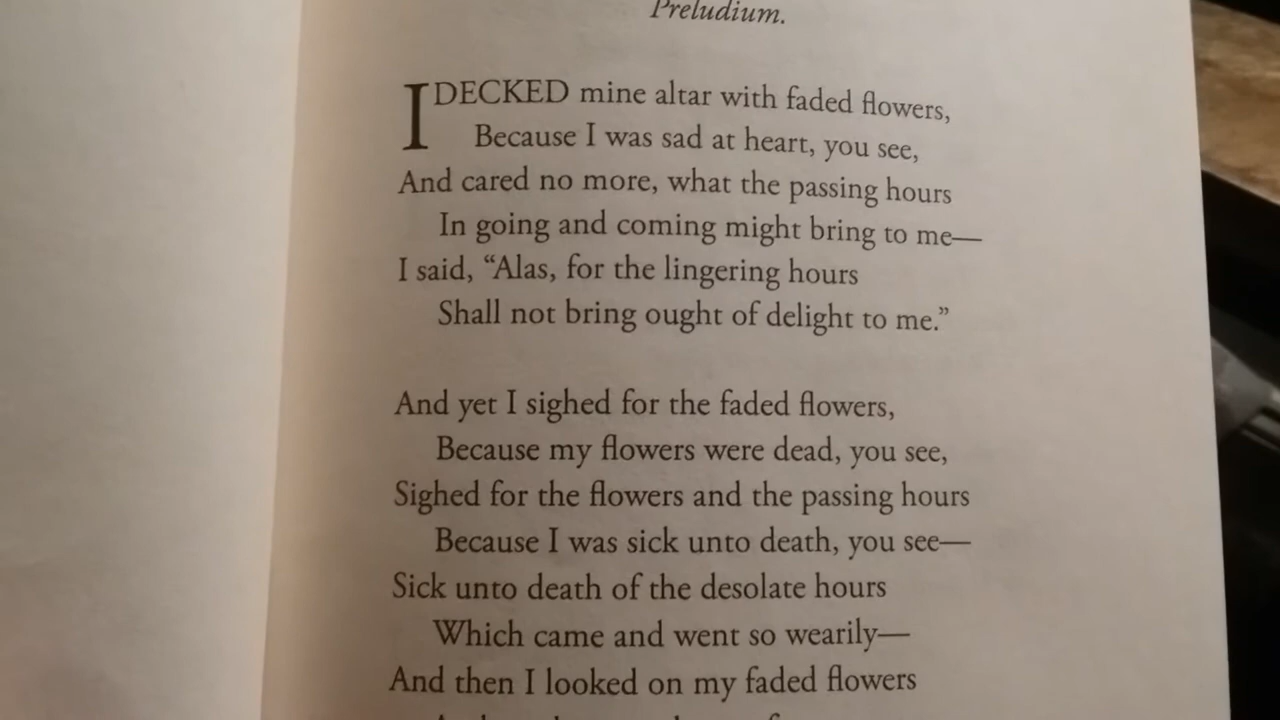 Preludium.
I DECKED mine altar with faded flowers,
Because I was sad at heart, you see,
And cared no more, what the passing hours
In going and coming might bring to me—
I said, “Alas, for the lingering hours
Shall not bring ought of delight to me.”
And yet I sighed for the faded flowers,
Because my flowers were dead, you see,
Sighed for the flowers and the passing hours
Because I was sick unto death, you see—
Sick unto death of the desolate hours
Which came and went so wearily—
And then I looked on my faded flowers